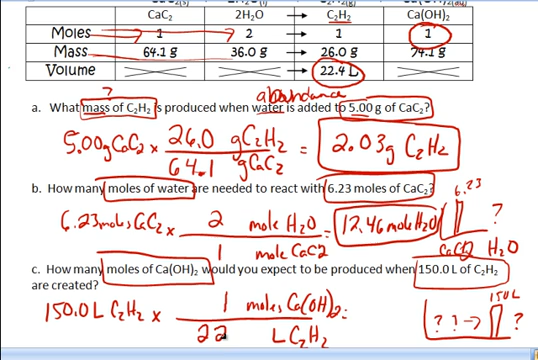 CaC2 2H2O → C2H2 Ca(OH)2
Moles 1 2 → 1 1
Mass 64.1 g 36.0 g → 26.0 g 74.1 g
Volume → 22.4 L
?
abundance
a. What mass of C2H2 is produced when water is added to 5.00 g of CaC2?
5.00g CaC2 × 26.0 g C2H2 / 64.1 g CaC2 = 2.03g C2H2
b. How many moles of water are needed to react with 6.23 moles of CaC2?
6.23 moles CaC2 × 2 mole H2O / 1 mole CaC2 = 12.46 mole H2O
6.23 ?
CaC2 H2O
c. How many moles of Ca(OH)2 would you expect to be produced when 150.0 L of C2H2
are created?
150.0 L C2H2 × 1 moles Ca(OH)2 / 22 L C2H2 =
150L
? ? → ?